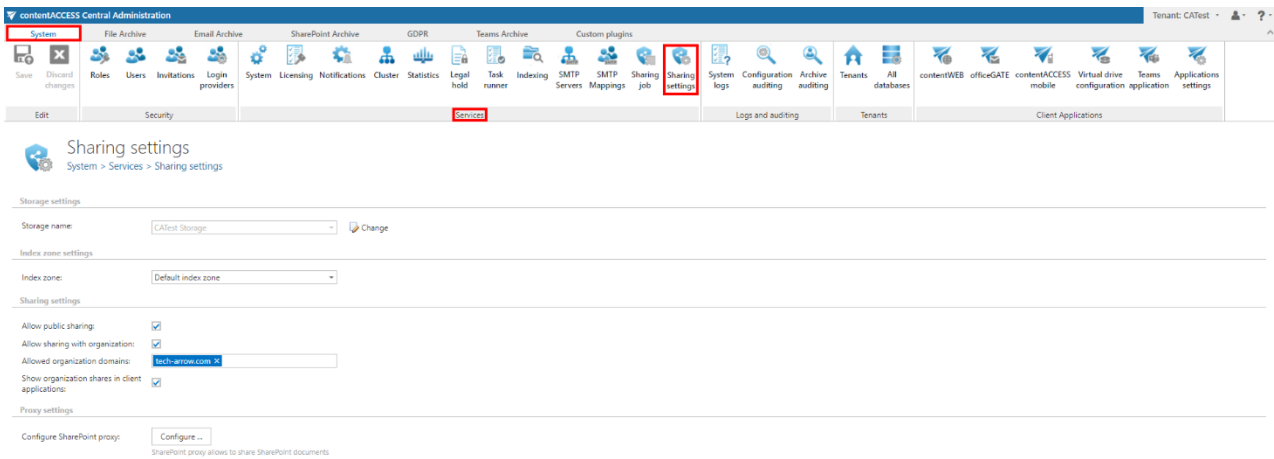 contentACCESS Central Administration
Tenant: CATest
?
System File Archive Email Archive SharePoint Archive GDPR Teams Archive Custom plugins
Save Discard changes Roles Users Invitations Login providers System Licensing Notifications Cluster Statistics Legal hold Task runner Indexing SMTP Servers SMTP Mappings Sharing job Sharing settings System logs Configuration auditing Archive auditing Tenants All databases contentWEB officeGATE contentACCESS mobile Virtual drive configuration Teams application Applications settings
Edit Security Services Logs and auditing Tenants Client Applications
Sharing settings
System > Services > Sharing settings
Storage settings
Storage name: CATest Storage Change
Index zone settings
Index zone: Default index zone
Sharing settings
Allow public sharing:
Allow sharing with organization:
Allowed organization domains: tech-arrow.com ×
Show organization shares in client
applications:
Proxy settings
Configure SharePoint proxy: Configure ...
SharePoint proxy allows to share SharePoint documents